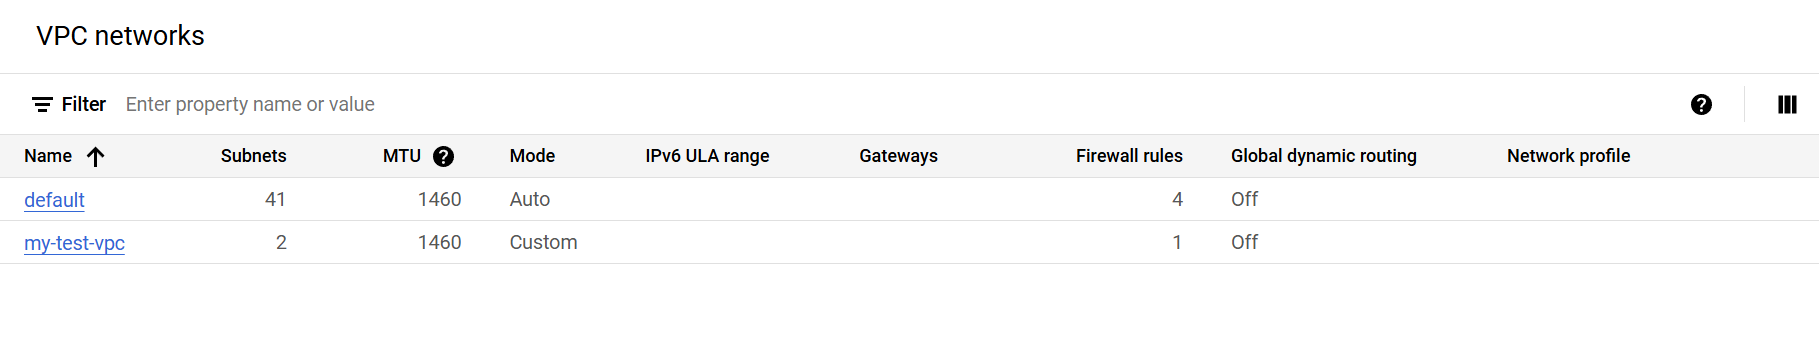 VPC networks
Filter Enter property name or value
Name Subnets MTU Mode IPv6 ULA range Gateways Firewall rules Global dynamic routing Network profile
default 41 1460 Auto 4 Off
my-test-vpc 2 1460 Custom 1 Off